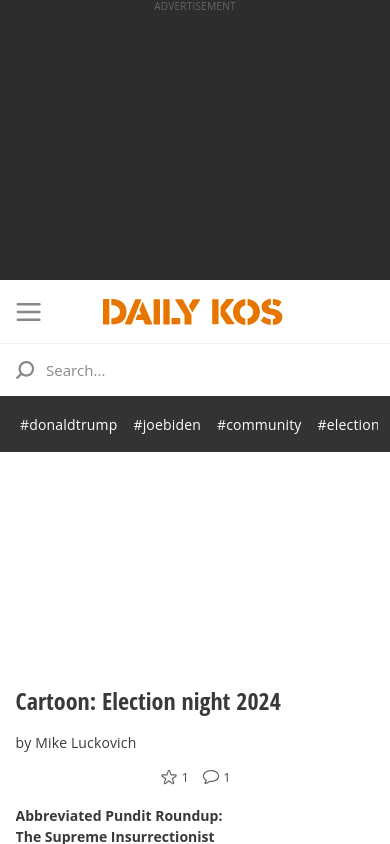 ADVERTISEMENT
DAILY KOS
Search...
#donaldtrump #joebiden #community #election
Cartoon: Election night 2024
by Mike Luckovich
1 1
Abbreviated Pundit Roundup:
The Supreme Insurrectionist